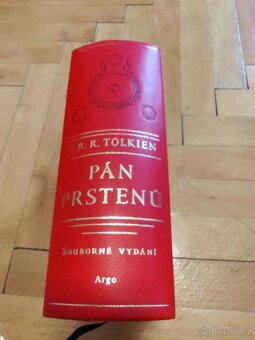 J. R. R. TOLKIEN
PÁN
PRSTENŮ
SOUBORNÉ VYDÁNÍ
Argo